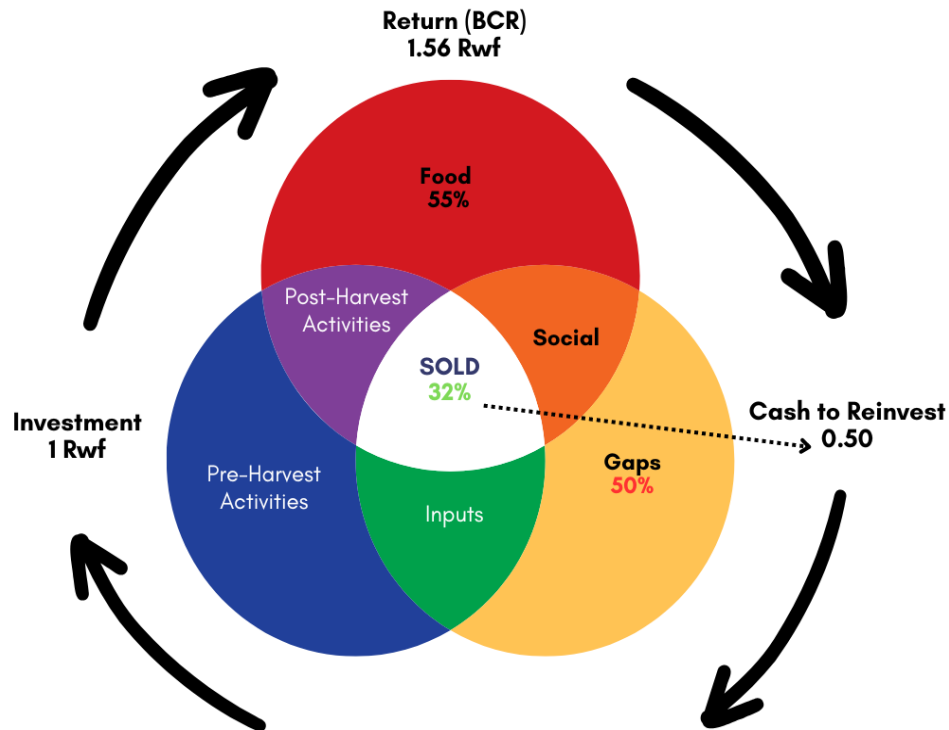 Return (BCR)
1.56 Rwf
Food
55%
Post-Harvest
Activities
Social
SOLD
32%
Investment
1 Rwf
Cash to Reinvest
0.50
Pre-Harvest
Activities
Gaps
50%
Inputs